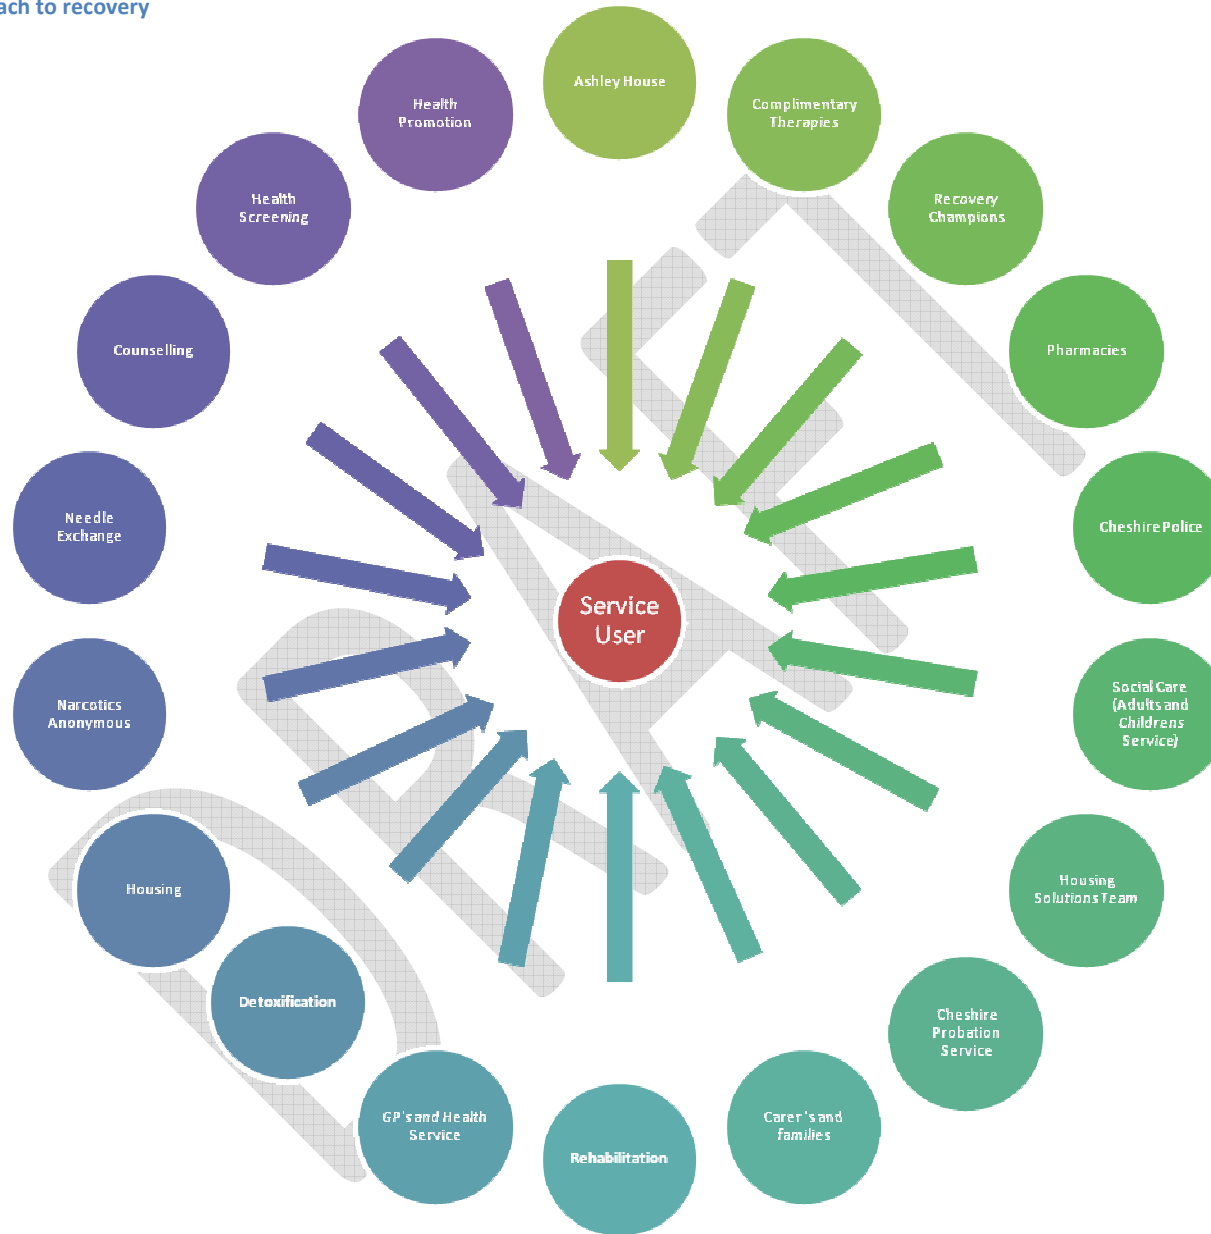 ach to recovery
Ashley House
Complimentary
Therapies
Recovery
Champions
Pharmacies
Cheshire Police
Social Care
(Adults and
Childrens
Service)
Housing
Solutions Team
Cheshire
Probation
Service
Carer's and
families
Rehabilitation
GP's and Health
Service
Detoxification
Housing
Narcotics
Anonymous
Needle
Exchange
Counselling
Health
Screening
Health
Promotion
Service
User
DRAFT